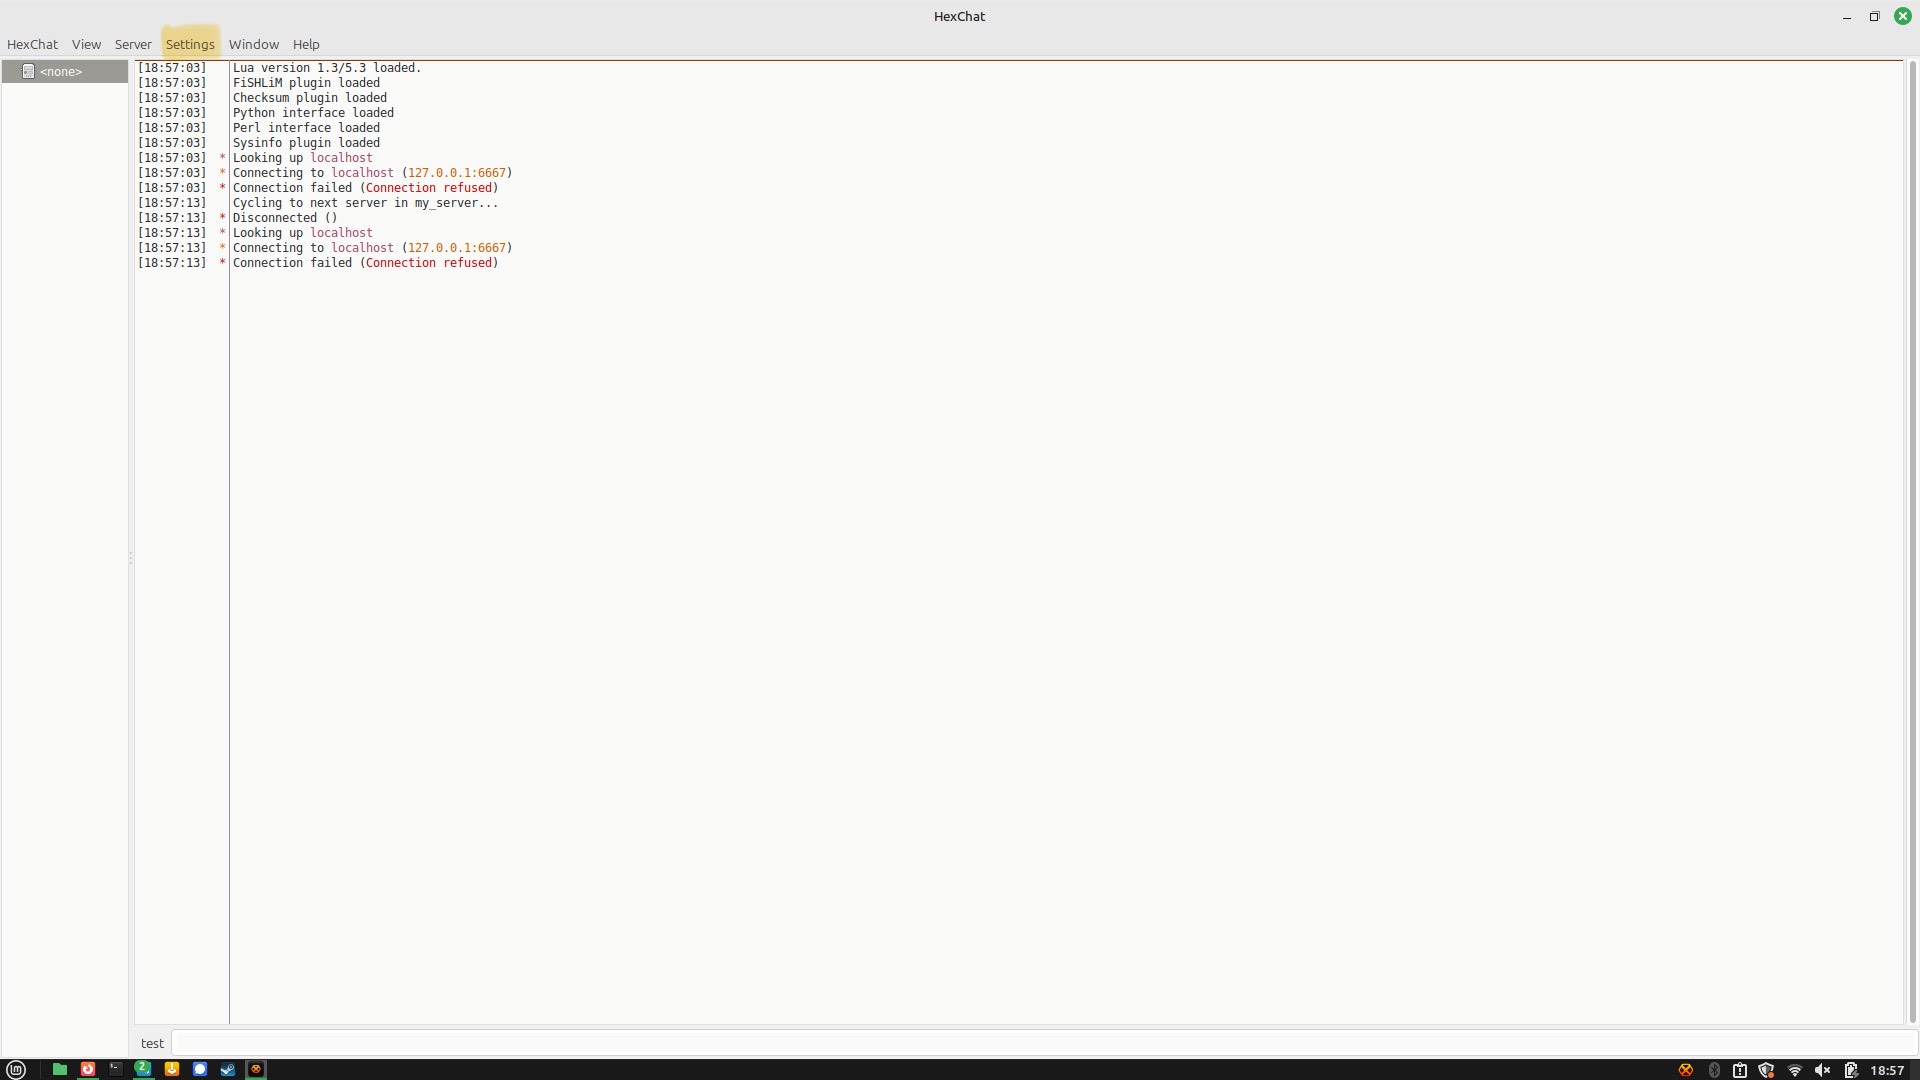 HexChat
HexChat View Server Settings Window Help
<none>
[18:57:03] Lua version 1.3/5.3 loaded.
[18:57:03] FiSHLiM plugin loaded
[18:57:03] Checksum plugin loaded
[18:57:03] Python interface loaded
[18:57:03] Perl interface loaded
[18:57:03] Sysinfo plugin loaded
[18:57:03] * Looking up localhost
[18:57:03] * Connecting to localhost (127.0.0.1:6667)
[18:57:03] * Connection failed (Connection refused)
[18:57:13] Cycling to next server in my_server...
[18:57:13] * Disconnected ()
[18:57:13] * Looking up localhost
[18:57:13] * Connecting to localhost (127.0.0.1:6667)
[18:57:13] * Connection failed (Connection refused)
test
2
18:57